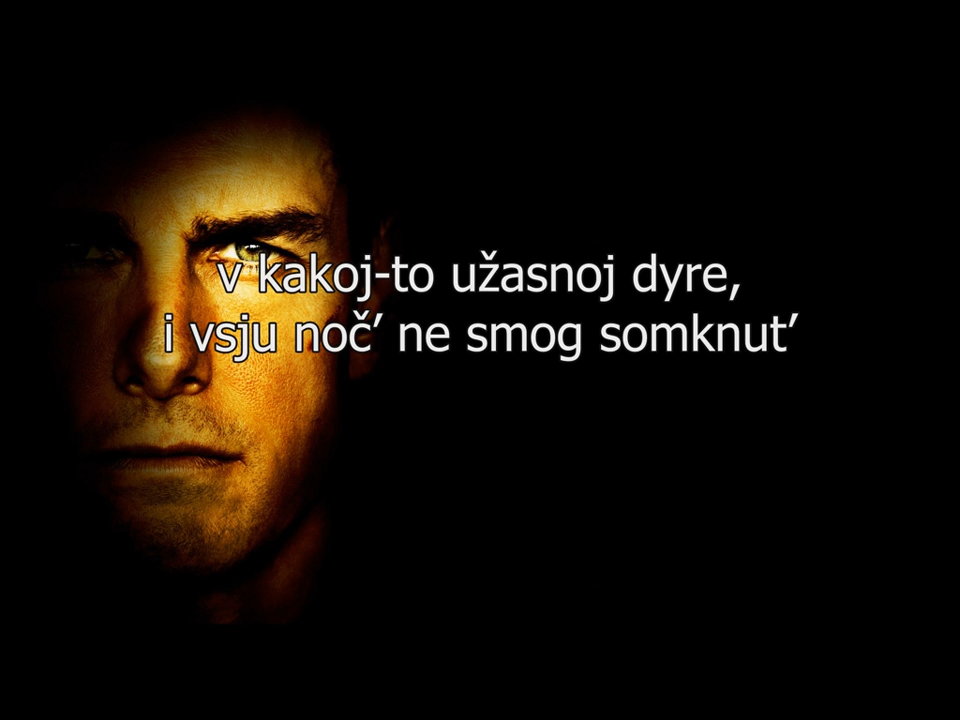 v kakoj-to užasnoj dyre,
i vsju noč’ ne smog somknut’